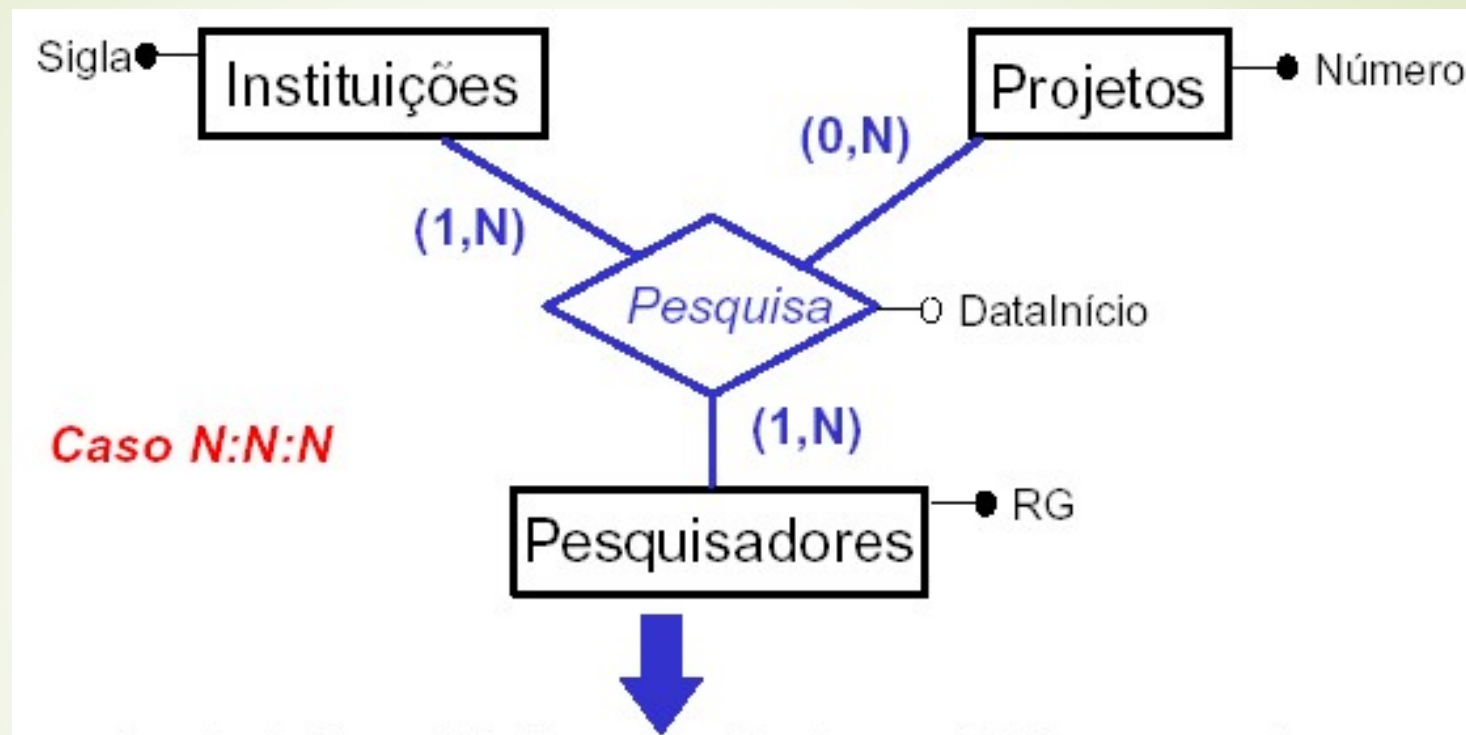 Sigla
Instituições
Projetos
Número
(0,N)
(1,N)
Pesquisa
DataInício
Caso N:N:N
(1,N)
RG
Pesquisadores